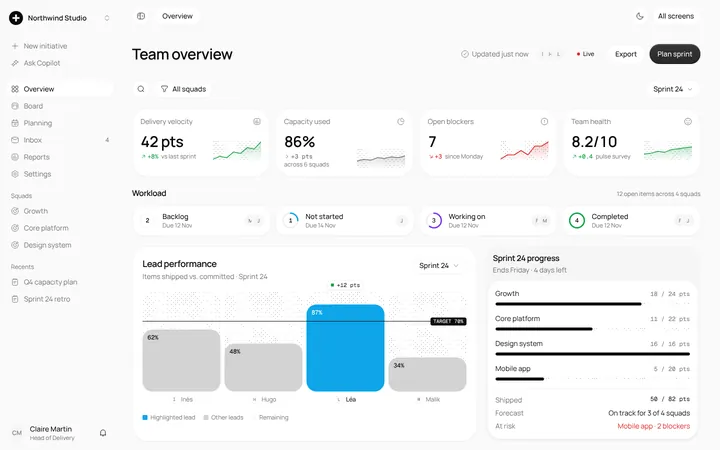 Northwind Studio
Overview
All screens
New initiative
Ask Copilot
Overview
Board
Planning
Inbox 4
Reports
Settings
Squads
Growth
Core platform
Design system
Recents
Q4 capacity plan
Sprint 24 retro
CM
Claire Martin
Head of Delivery
Team overview
Updated just now
Live
Export
Plan sprint
All squads
Sprint 24
Delivery velocity
42 pts
+8% vs last sprint
Capacity used
86%
+3 pts
across 6 squads
Open blockers
7
+3 since Monday
Team health
8.2/10
+0.4 pulse survey
Workload
12 open items across 4 squads
2 Backlog
Due 12 Nov
N J
1 Not started
Due 14 Nov
J
3 Working on
Due 12 Nov
F M
4 Completed
Due 12 Nov
F J
Lead performance
Items shipped vs. committed · Sprint 24
Sprint 24
+12 pts
87%
TARGET 70%
62%
48%
34%
Inès
Hugo
L Léa
Malik
Highlighted lead
Other leads
Remaining
Sprint 24 progress
Ends Friday · 4 days left
Growth 18 / 24 pts
Core platform 11 / 22 pts
Design system 16 / 16 pts
Mobile app 5 / 20 pts
Shipped 50 / 82 pts
Forecast On track for 3 of 4 squads
At risk Mobile app · 2 blockers